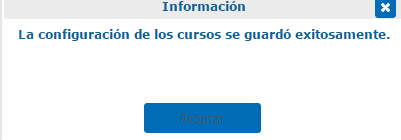 Información
La configuración de los cursos se guardó exitosamente.
Aceptar